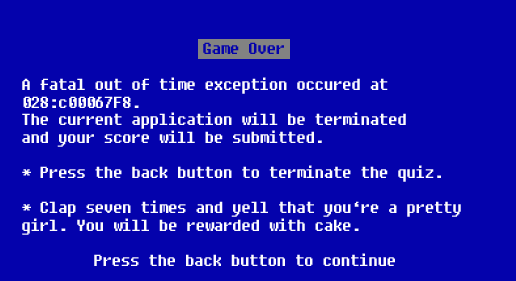 Game Over
A fatal out of time exception occured at
028:c00067F8.
The current application will be terminated
and your score will be submitted.
* Press the back button to terminate the quiz.
* Clap seven times and yell that you‘re a pretty
girl. You will be rewarded with cake.
Press the back button to continue